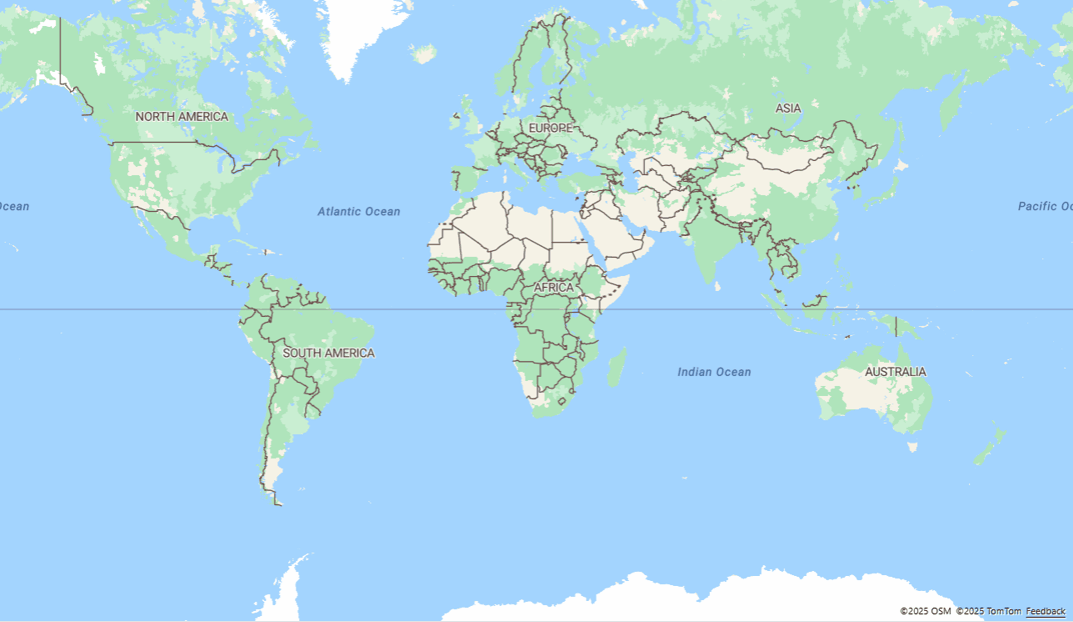 ASIA
NORTH AMERICA
EUROPE
Ocean
Atlantic Ocean
Pacific Oc
AFRICA
SOUTH AMERICA
Indian Ocean
AUSTRALIA
©2025 OSM ©2025 TomTom Feedback